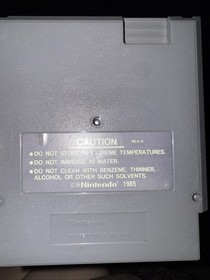 CAUTION
•DO NOT STORE IN EXTREME TEMPERATURES.
•DO NOT IMMERSE IN WATER.
•DO NOT CLEAN WITH BENZENE, THINNER,
ALCOHOL OR OTHER SUCH SOLVENTS.
©Nintendo 1985